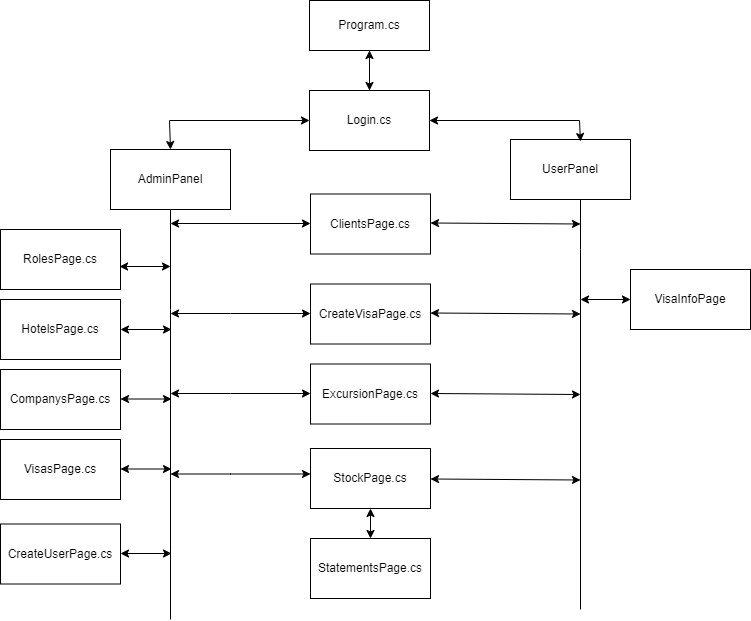 Program.cs
Login.cs
AdminPanel
UserPanel
ClientsPage.cs
RolesPage.cs
VisaInfoPage
HotelsPage.cs
CreateVisaPage.cs
CompanysPage.cs
ExcursionPage.cs
VisasPage.cs
StockPage.cs
CreateUserPage.cs
StatementsPage.cs